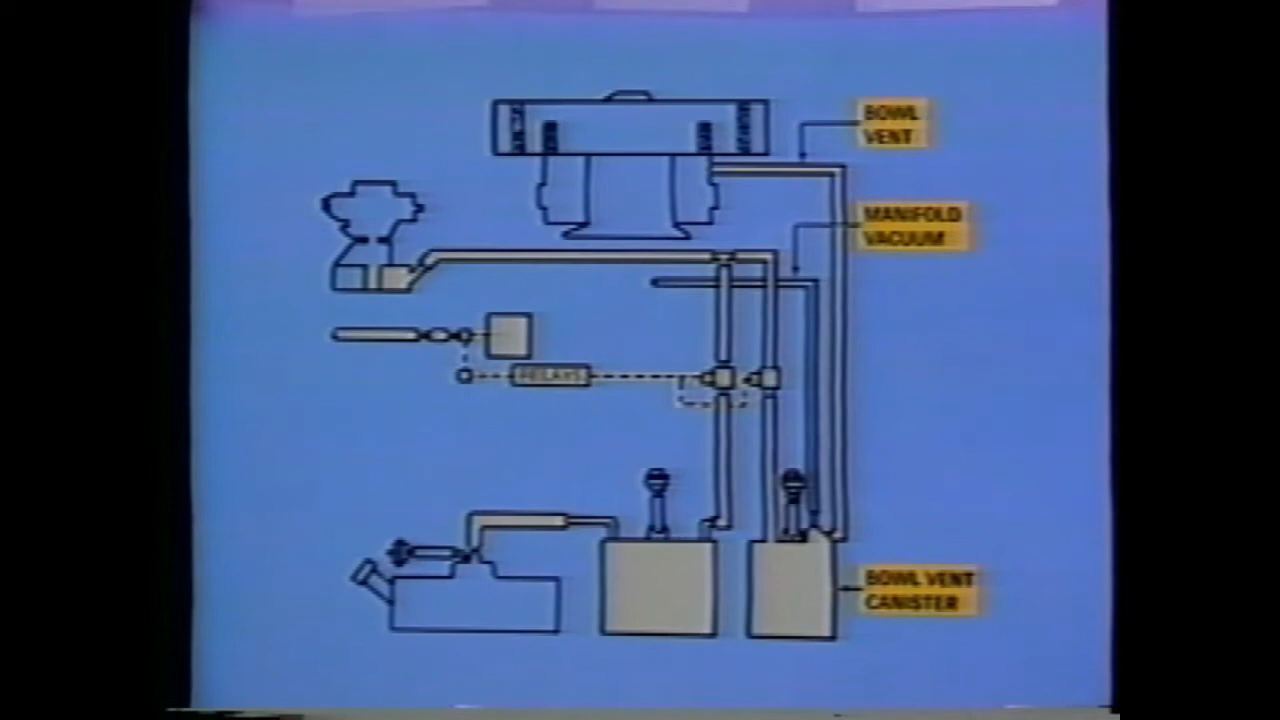 BOWL
VENT
MANIFOLD
VACUUM
RELAYS
BOWL VENT
CANISTER